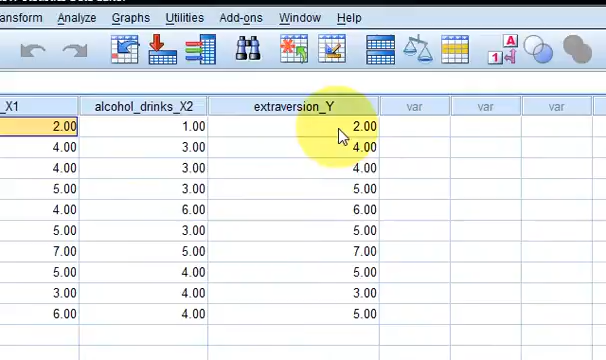 ansform Analyze Graphs Utilities Add-ons Window Help
A
1
_X1 alcohol_drinks_X2 extraversion_Y var var var
2.00 1.00 2.00
4.00 3.00 4.00
4.00 3.00 4.00
5.00 3.00 5.00
4.00 6.00 6.00
5.00 3.00 5.00
7.00 5.00 7.00
5.00 4.00 5.00
3.00 4.00 3.00
6.00 4.00 5.00